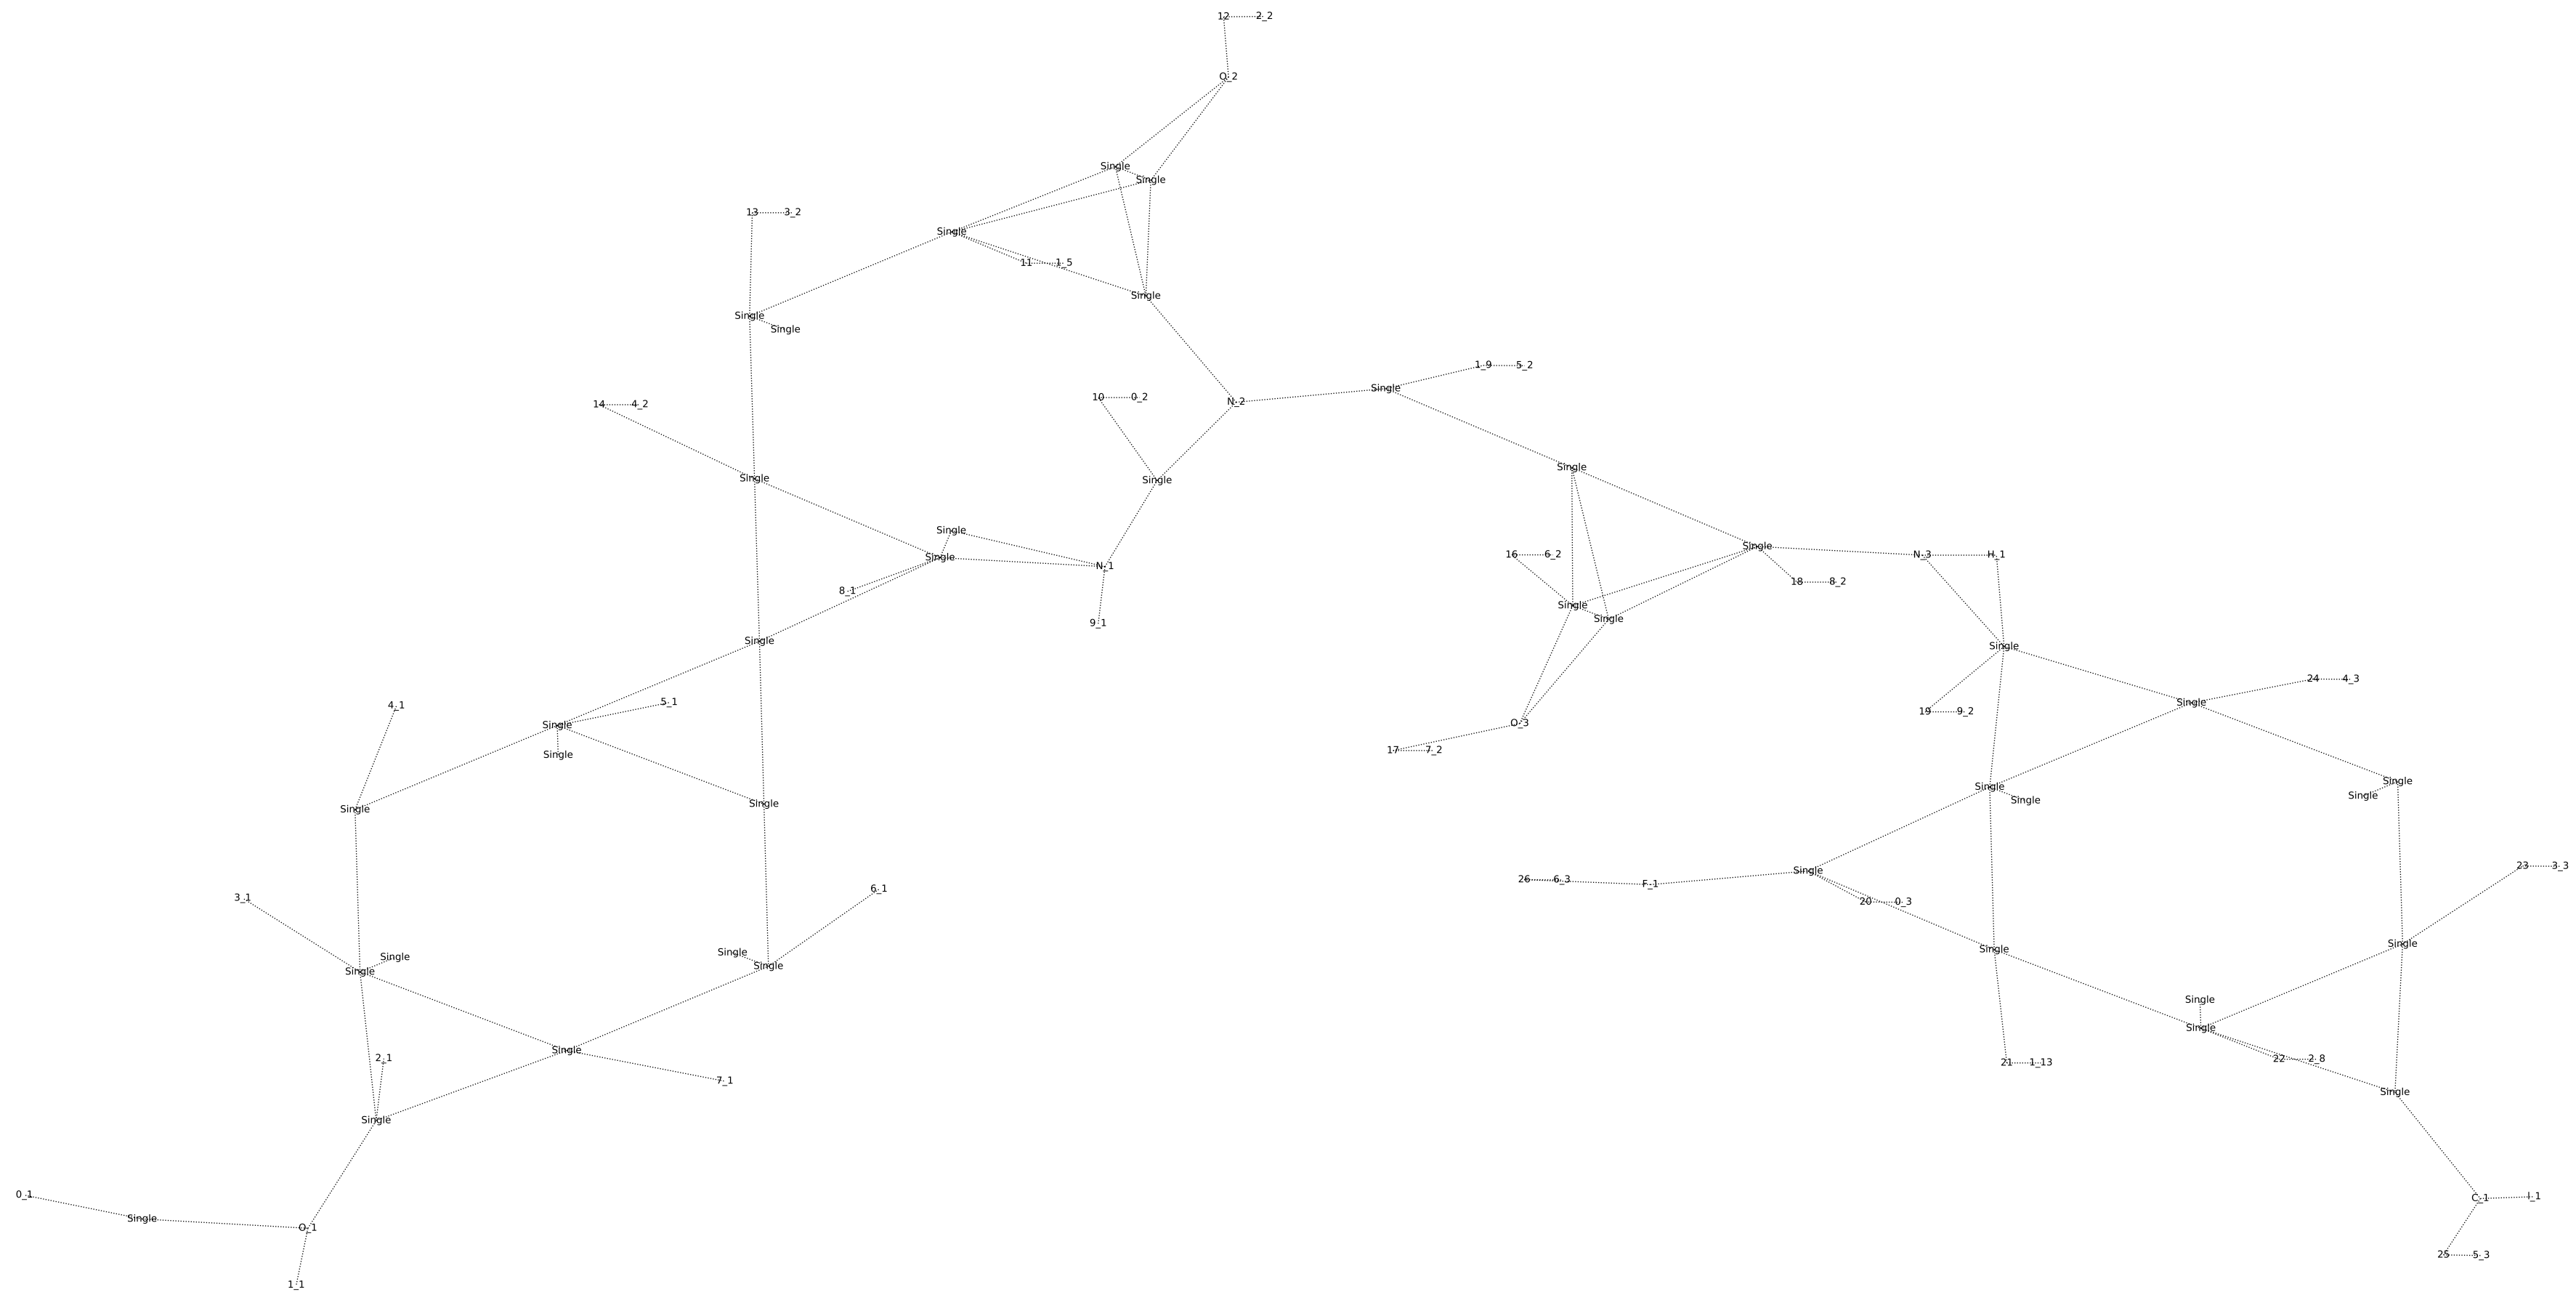 12 2_2
O_2
Single
Single
13 3_2
Single
11 1_5
Single
Single
Single
1_9 5_2
Single
10 0_2
N_2
14 4_2
Single
Single
Single
Single
Single
Single
16 6_2
N_3 H_1
N_1
18 8_2
8_1
Single
Single
9_1
Single
Single
24 4_3
5_1
Single
4_1
19 9_2
O_3
Single
17 7_2
Single
Single
Single
Single
Single
Single
Single
23 3_3
Single
26 6_3
F_1
6_1
3_1
20 0_3
Single
Single
Single
Single
Single
Single
Single
Single
Single
2_1
22 2_8
21 1_13
7_1
Single
Single
0_1
I_1
C_1
Single
O_1
25 5_3
1_1